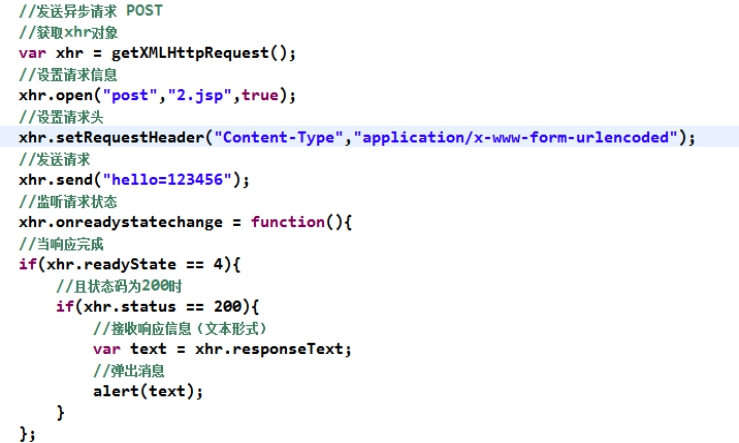 //发送异步请求 POST
//获取xhr对象
var xhr = getXMLHttpRequest();
//设置请求信息
xhr.open("post","2.jsp",true);
//设置请求头
xhr.setRequestHeader("Content-Type","application/x-www-form-urlencoded");
//发送请求
xhr.send("hello=123456");
//监听请求状态
xhr.onreadystatechange = function(){
//当响应完成
if(xhr.readyState == 4){
    //且状态码为200时
    if(xhr.status == 200){
        //接收响应信息（文本形式）
        var text = xhr.responseText;
        //弹出消息
        alert(text);
    }
};